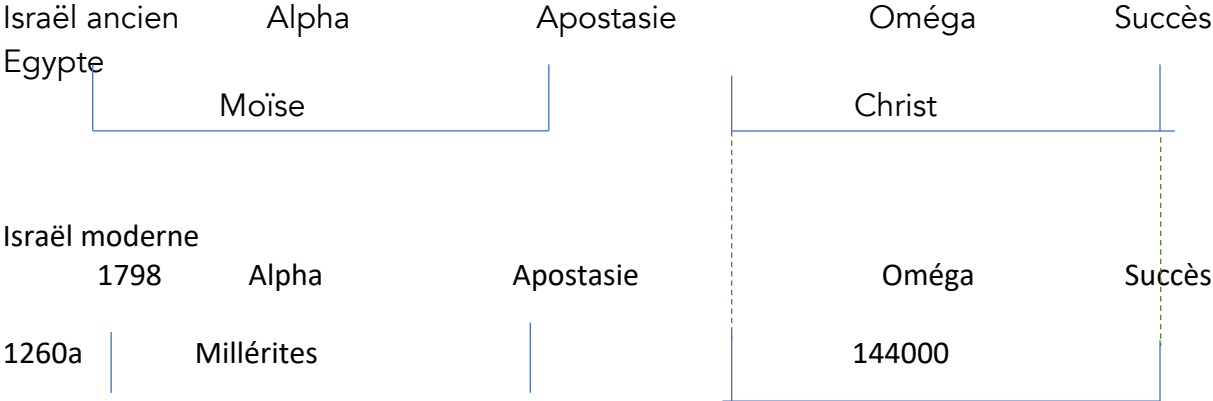 Israël ancien Alpha Apostasie Oméga Succès
Egypte
Moïse Christ
Israël moderne
1798 Alpha Apostasie Oméga Succès
1260a Millérites 144000